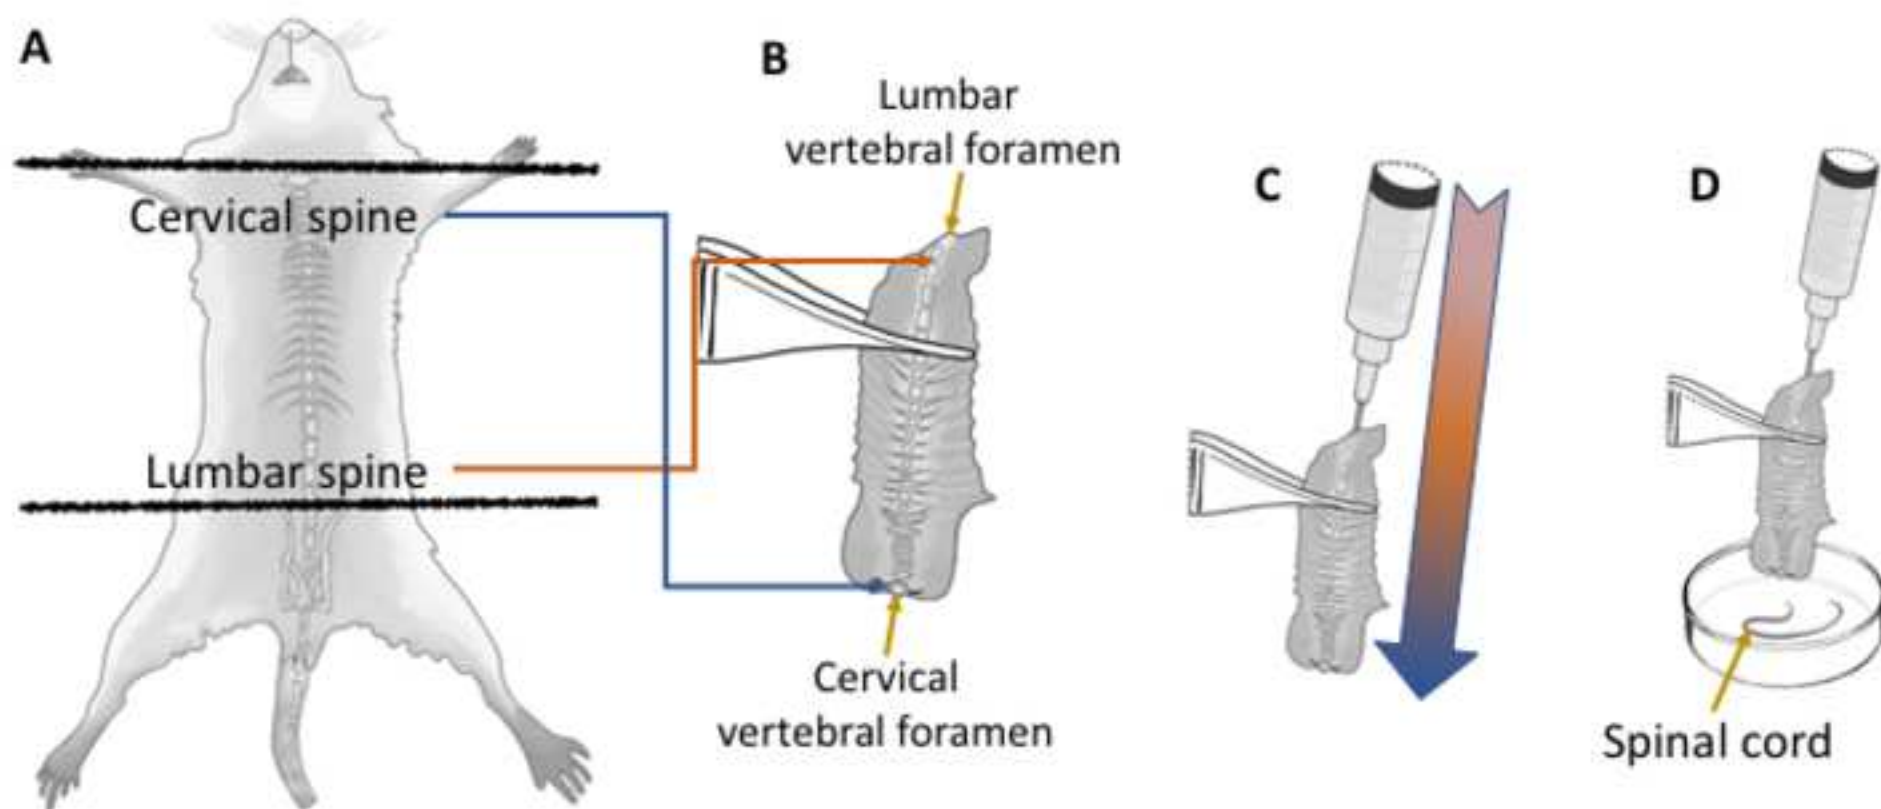 A
Cervical spine
Lumbar spine
B
Lumbar
vertebral foramen
Cervical
vertebral foramen
C
D
Spinal cord